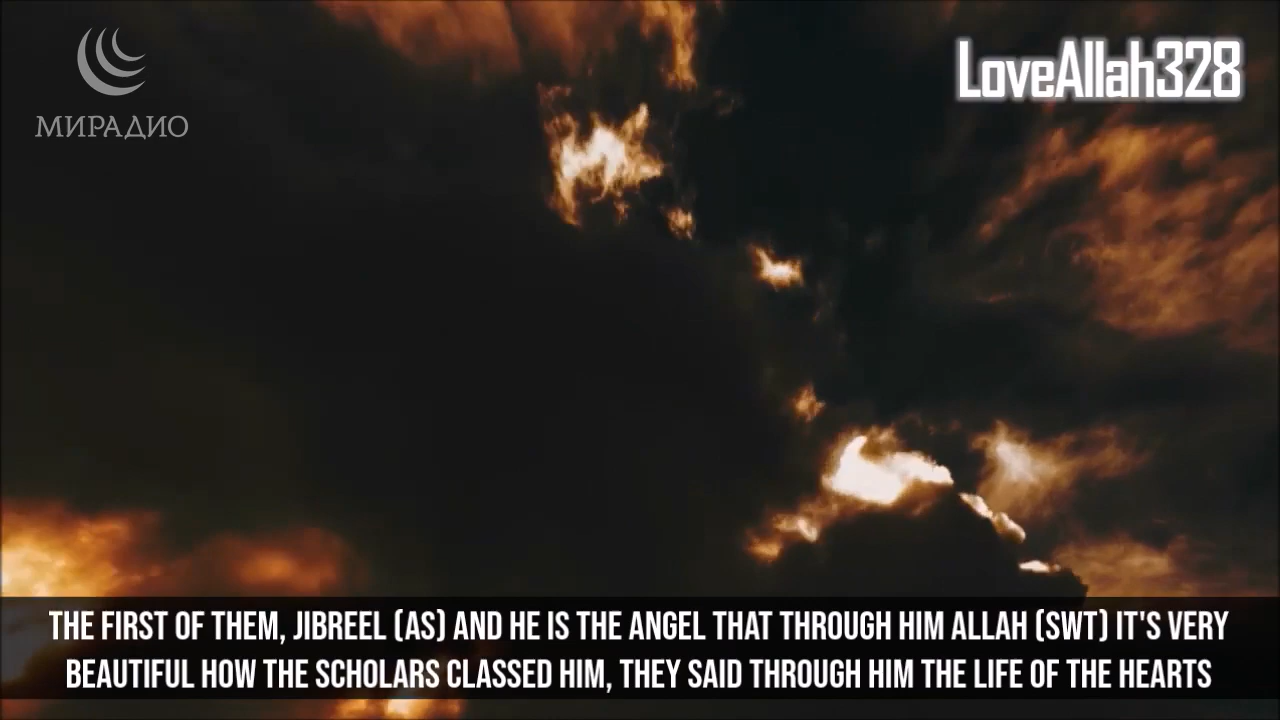 МИРАДИО
LoveAllah328
THE FIRST OF THEM, JIBREEL (AS) AND HE IS THE ANGEL THAT THROUGH HIM ALLAH (SWT) IT'S VERY
BEAUTIFUL HOW THE SCHOLARS CLASSED HIM, THEY SAID THROUGH HIM THE LIFE OF THE HEARTS